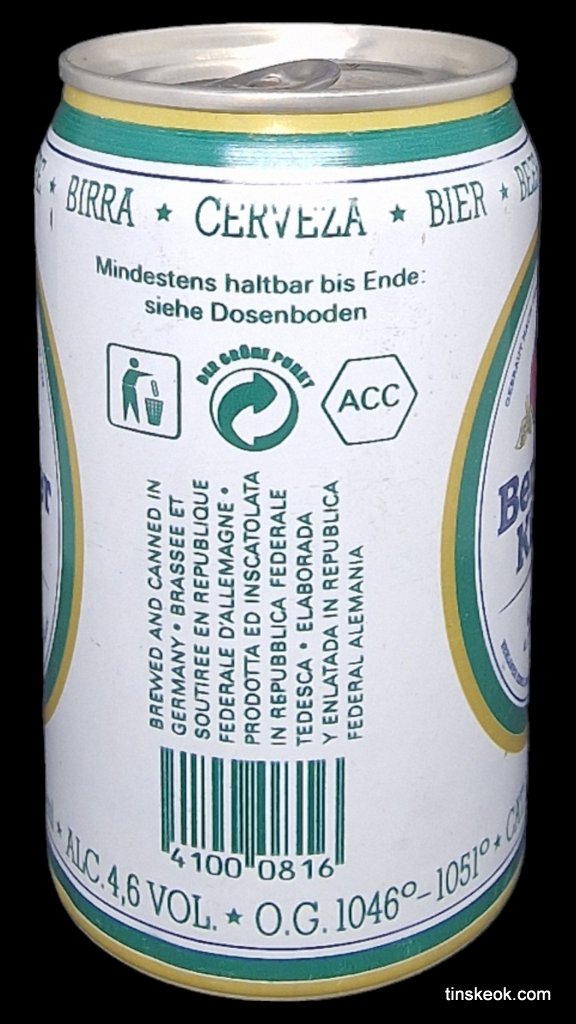 ★ BIRRA ★ CERVEZA ★ BIER ★
Mindestens haltbar bis Ende:
siehe Dosenboden
DER GRÜNE PUNKT
ACC
BREWED AND CANNED IN
GERMANY • BRASSEE ET
SOUTIREE EN REPUBLIQUE
FEDERALE D'ALLEMAGNE •
PRODOTTA ED INSCATOLATA
IN REPUBBLICA FEDERALE
TEDESCA • ELABORADA
Y ENLATADA IN REPUBLICA
FEDERAL ALEMANIA
4100 0816
★ ALC. 4,6 VOL. ★ O.G. 1046°-1051° ★
tinskeok.com